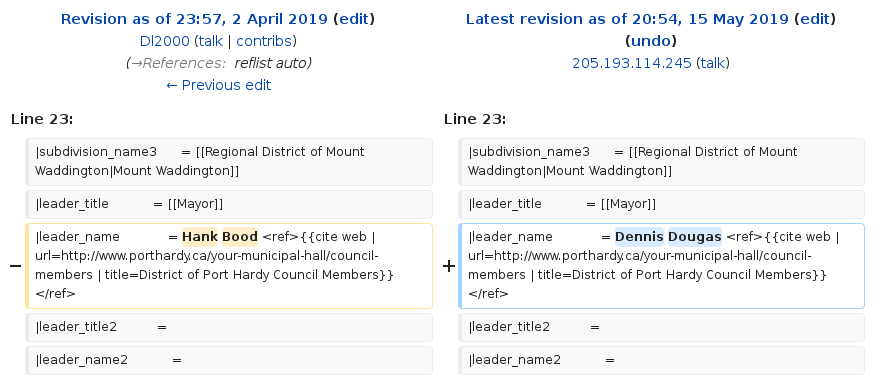 Revision as of 23:57, 2 April 2019 (edit)
Dl2000 (talk | contribs)
(→References: reflist auto)
← Previous edit
Latest revision as of 20:54, 15 May 2019 (edit)
(undo)
205.193.114.245 (talk)
Line 23:
Line 23:
|subdivision_name3 = [[Regional District of Mount
Waddington|Mount Waddington]]
|subdivision_name3 = [[Regional District of Mount
Waddington|Mount Waddington]]
|leader_title = [[Mayor]]
|leader_title = [[Mayor]]
−
|leader_name = Hank Bood <ref>{{cite web |
url=http://www.porthardy.ca/your-municipal-hall/council-
members | title=District of Port Hardy Council Members}}
</ref>
+
|leader_name = Dennis Dougas <ref>{{cite web |
url=http://www.porthardy.ca/your-municipal-hall/council-
members | title=District of Port Hardy Council Members}}
</ref>
|leader_title2 =
|leader_title2 =
|leader_name2 =
|leader_name2 =